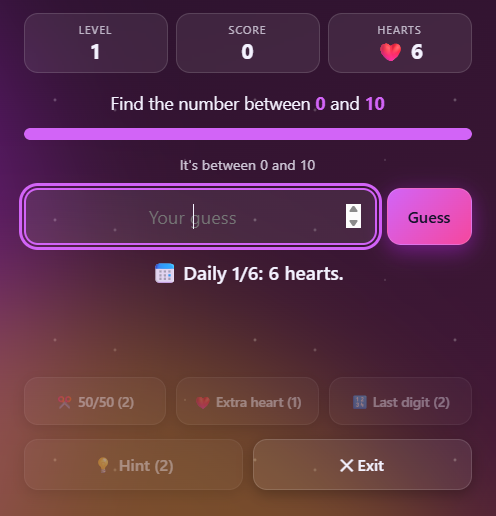 LEVEL
1
SCORE
0
HEARTS
6
Find the number between 0 and 10
It's between 0 and 10
Your guess
Guess
Daily 1/6: 6 hearts.
50/50 (2)
Extra heart (1)
Last digit (2)
Hint (2)
Exit